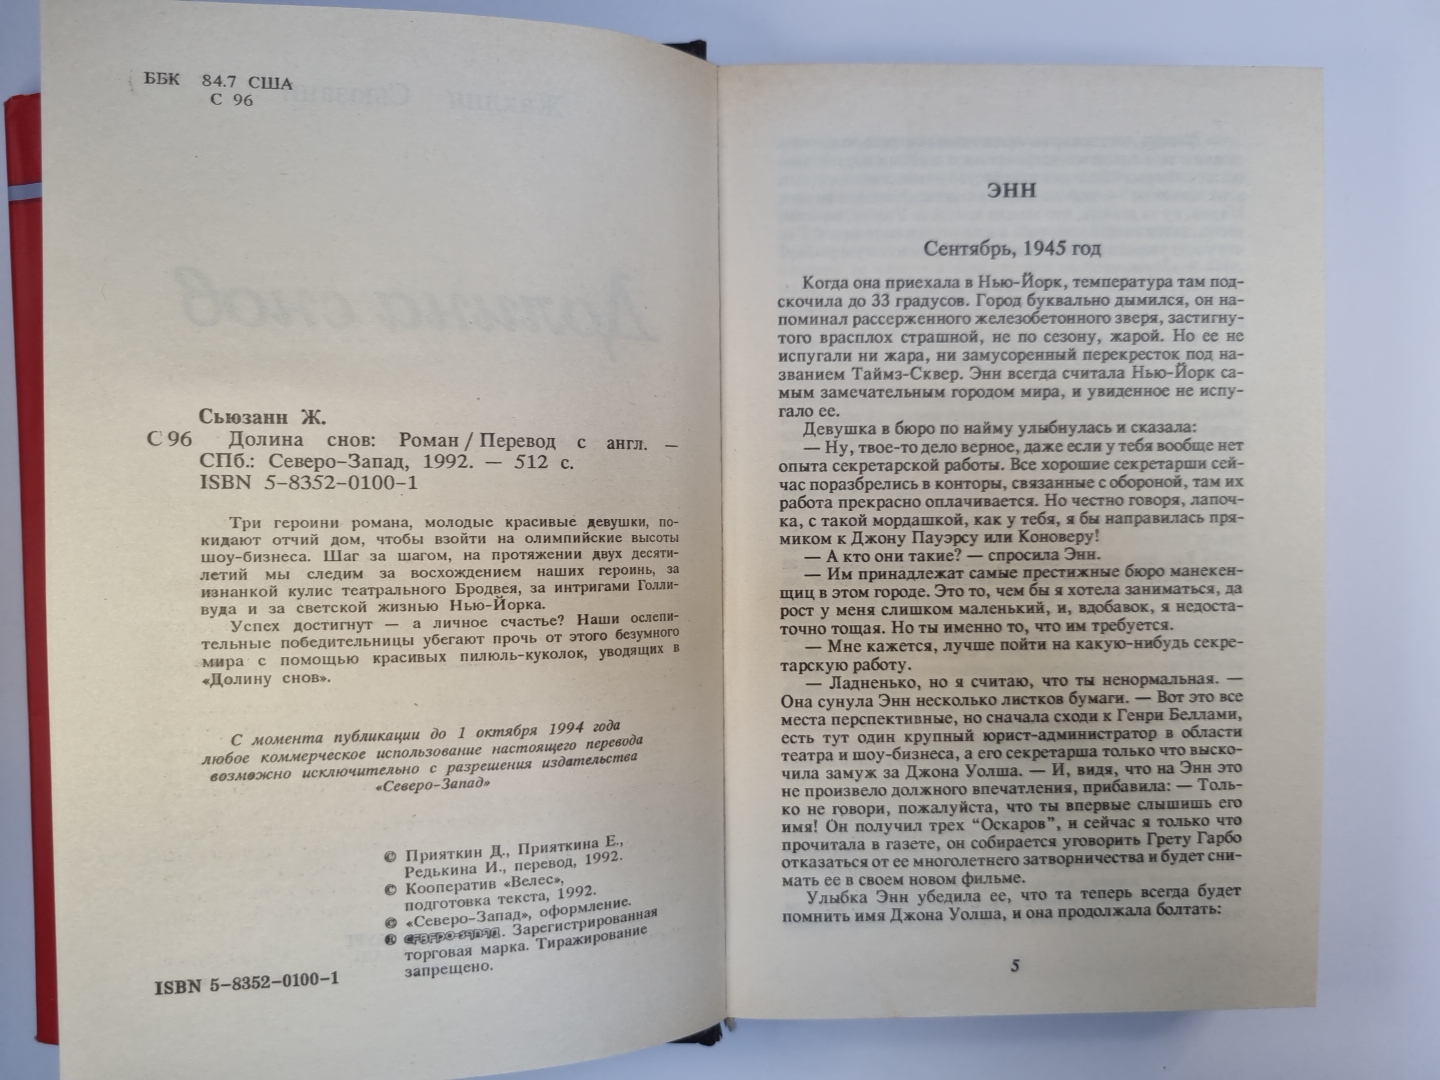 ББК 84.7 США
С 96
Сьюзанн Ж.
С 96 Долина снов: Роман / Перевод с англ. —
СПб.: Северо-Запад, 1992. — 512 с.
ISBN 5-8352-0100-1
Три героини романа, молодые красивые девушки, по-
кидают отчий дом, чтобы взойти на олимпийские высоты
шоу-бизнеса. Шаг за шагом, на протяжении двух десяти-
летий мы следим за восхождением наших героинь, за
изнанкой кулис театрального Бродвея, за интригами Голли-
вуда и за светской жизнью Нью-Йорка.
Успех достигнут — а личное счастье? Наши ослепи-
тельные победительницы убегают прочь от этого безумного
мира с помощью красивых пилюль-куколок, уводящих в
«Долину снов».
С момента публикации до 1 октября 1994 года
любое коммерческое использование настоящего перевода
возможно исключительно с разрешения издательства
«Северо-Запад»
© Прияткин Д., Прияткина Е.,
Редькина И., перевод, 1992.
© Кооператив «Велес»,
подготовка текста, 1992.
© «Северо-Запад», оформление.
® северо-запад. Зарегистрированная
торговая марка. Тиражирование
запрещено.
ISBN 5-8352-0100-1
ЭНН
Сентябрь, 1945 год
Когда она приехала в Нью-Йорк, температура там под-
скочила до 33 градусов. Город буквально дымился, он на-
поминал рассерженного железобетонного зверя, застигну-
того врасплох страшной, не по сезону, жарой. Но ее не
испугали ни жара, ни замусоренный перекресток под на-
званием Таймз-Сквер. Энн всегда считала Нью-Йорк са-
мым замечательным городом мира, и увиденное не испу-
гало ее.
Девушка в бюро по найму улыбнулась и сказала:
— Ну, твое-то дело верное, даже если у тебя вообще нет
опыта секретарской работы. Все хорошие секретарши сей-
час поразбрелись в конторы, связанные с обороной, там их
работа прекрасно оплачивается. Но честно говоря, лапоч-
ка, с такой мордашкой, как у тебя, я бы направилась пря-
миком к Джону Пауэрсу или Коноверу!
— А кто они такие? — спросила Энн.
— Им принадлежат самые престижные бюро манекен-
щиц в этом городе. Это то, чем бы я хотела заниматься, да
рост у меня слишком маленький, и, вдобавок, я недоста-
точно тощая. Но ты именно то, что им требуется.
— Мне кажется, лучше пойти на какую-нибудь секре-
тарскую работу.
— Ладненько, но я считаю, что ты ненормальная. —
Она сунула Энн несколько листков бумаги. — Вот это все
места перспективные, но сначала сходи к Генри Беллами,
есть тут один крупный юрист-администратор в области
театра и шоу-бизнеса, а его секретарша только что выско-
чила замуж за Джона Уолша. — И, видя, что на Энн это
не произвело должного впечатления, прибавила: — Толь-
ко не говори, пожалуйста, что ты впервые слышишь его
имя! Он получил трех “Оскаров”, и сейчас я только что
прочитала в газете, он собирается уговорить Грету Гарбо
отказаться от ее многолетнего затворничества и будет сни-
мать ее в своем новом фильме.
Улыбка Энн убедила ее, что та теперь всегда будет
помнить имя Джона Уолша, и она продолжала болтать:
5